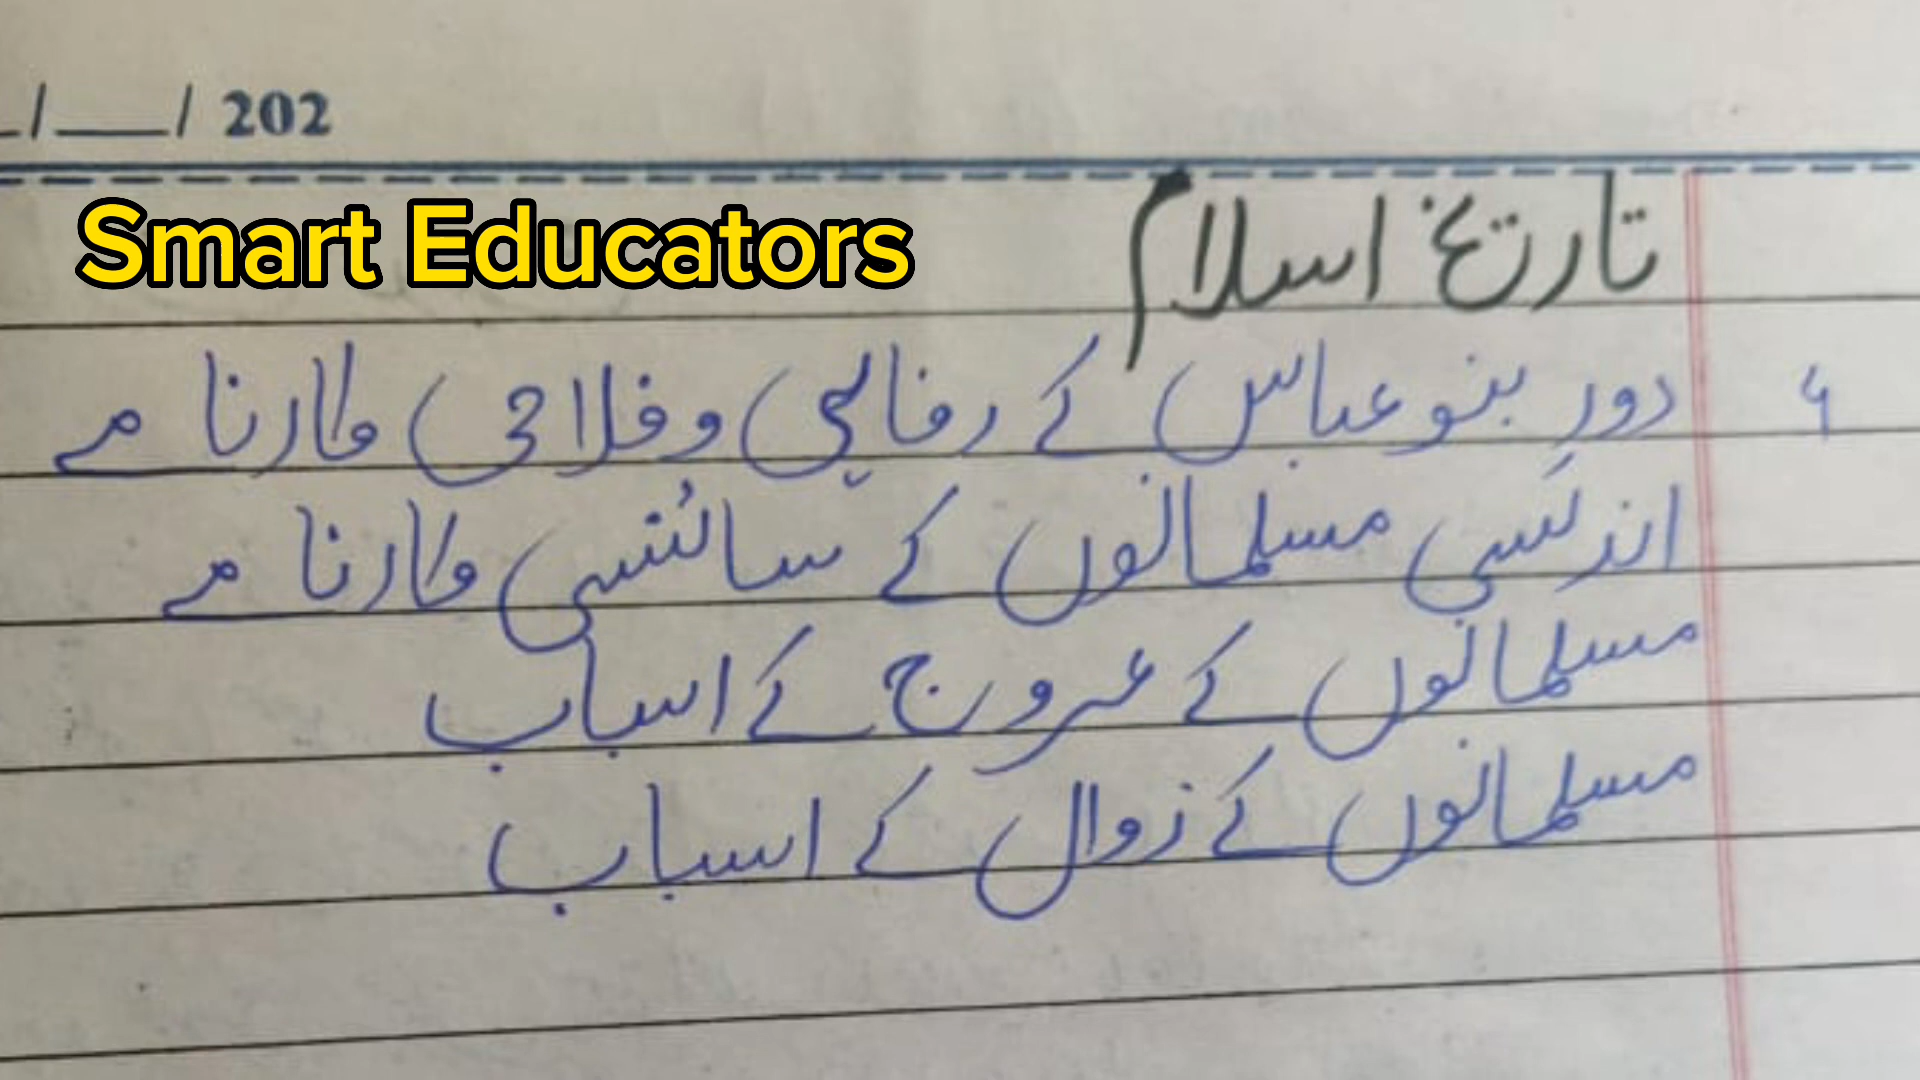 / / 202
Smart Educators
تاریخ اسلام
۶ دور بنو عباس کے رفاہی و فلاحی کارنامے
اندلسی مسلمانوں کے سائنسی کارنامے
مسلمانوں کے عروج کے اسباب
مسلمانوں کے زوال کے اسباب